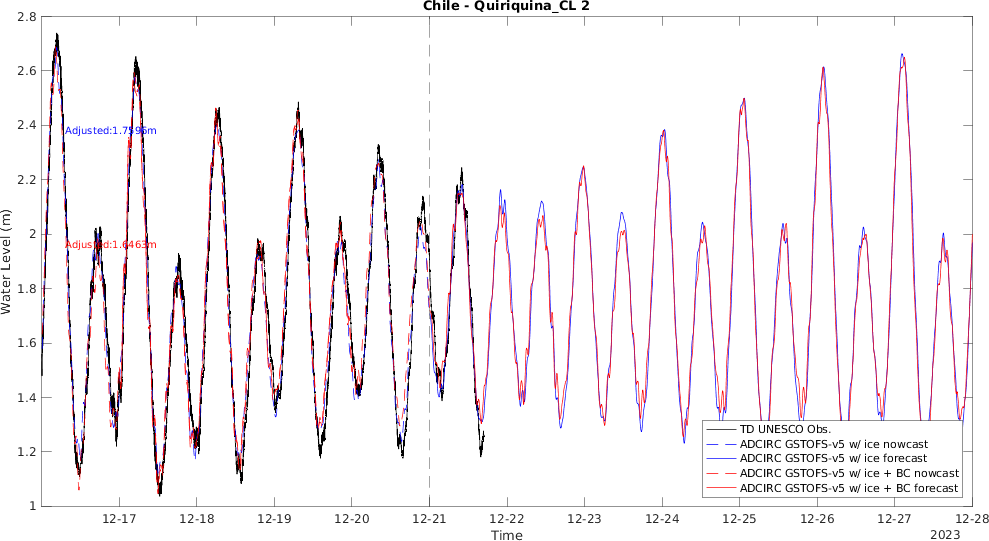 Chile - Quiriquina_CL 2
2.8
2.6
2.4
2.2
2
1.8
1.6
1.4
1.2
1
Water Level (m)
Adjusted:1.7596m
Adjusted:1.6463m
TD UNESCO Obs.
ADCIRC GSTOFS-v5 w/ ice nowcast
ADCIRC GSTOFS-v5 w/ ice forecast
ADCIRC GSTOFS-v5 w/ ice + BC nowcast
ADCIRC GSTOFS-v5 w/ ice + BC forecast
12-17 12-18 12-19 12-20 12-21 12-22 12-23 12-24 12-25 12-26 12-27 12-28
Time
2023